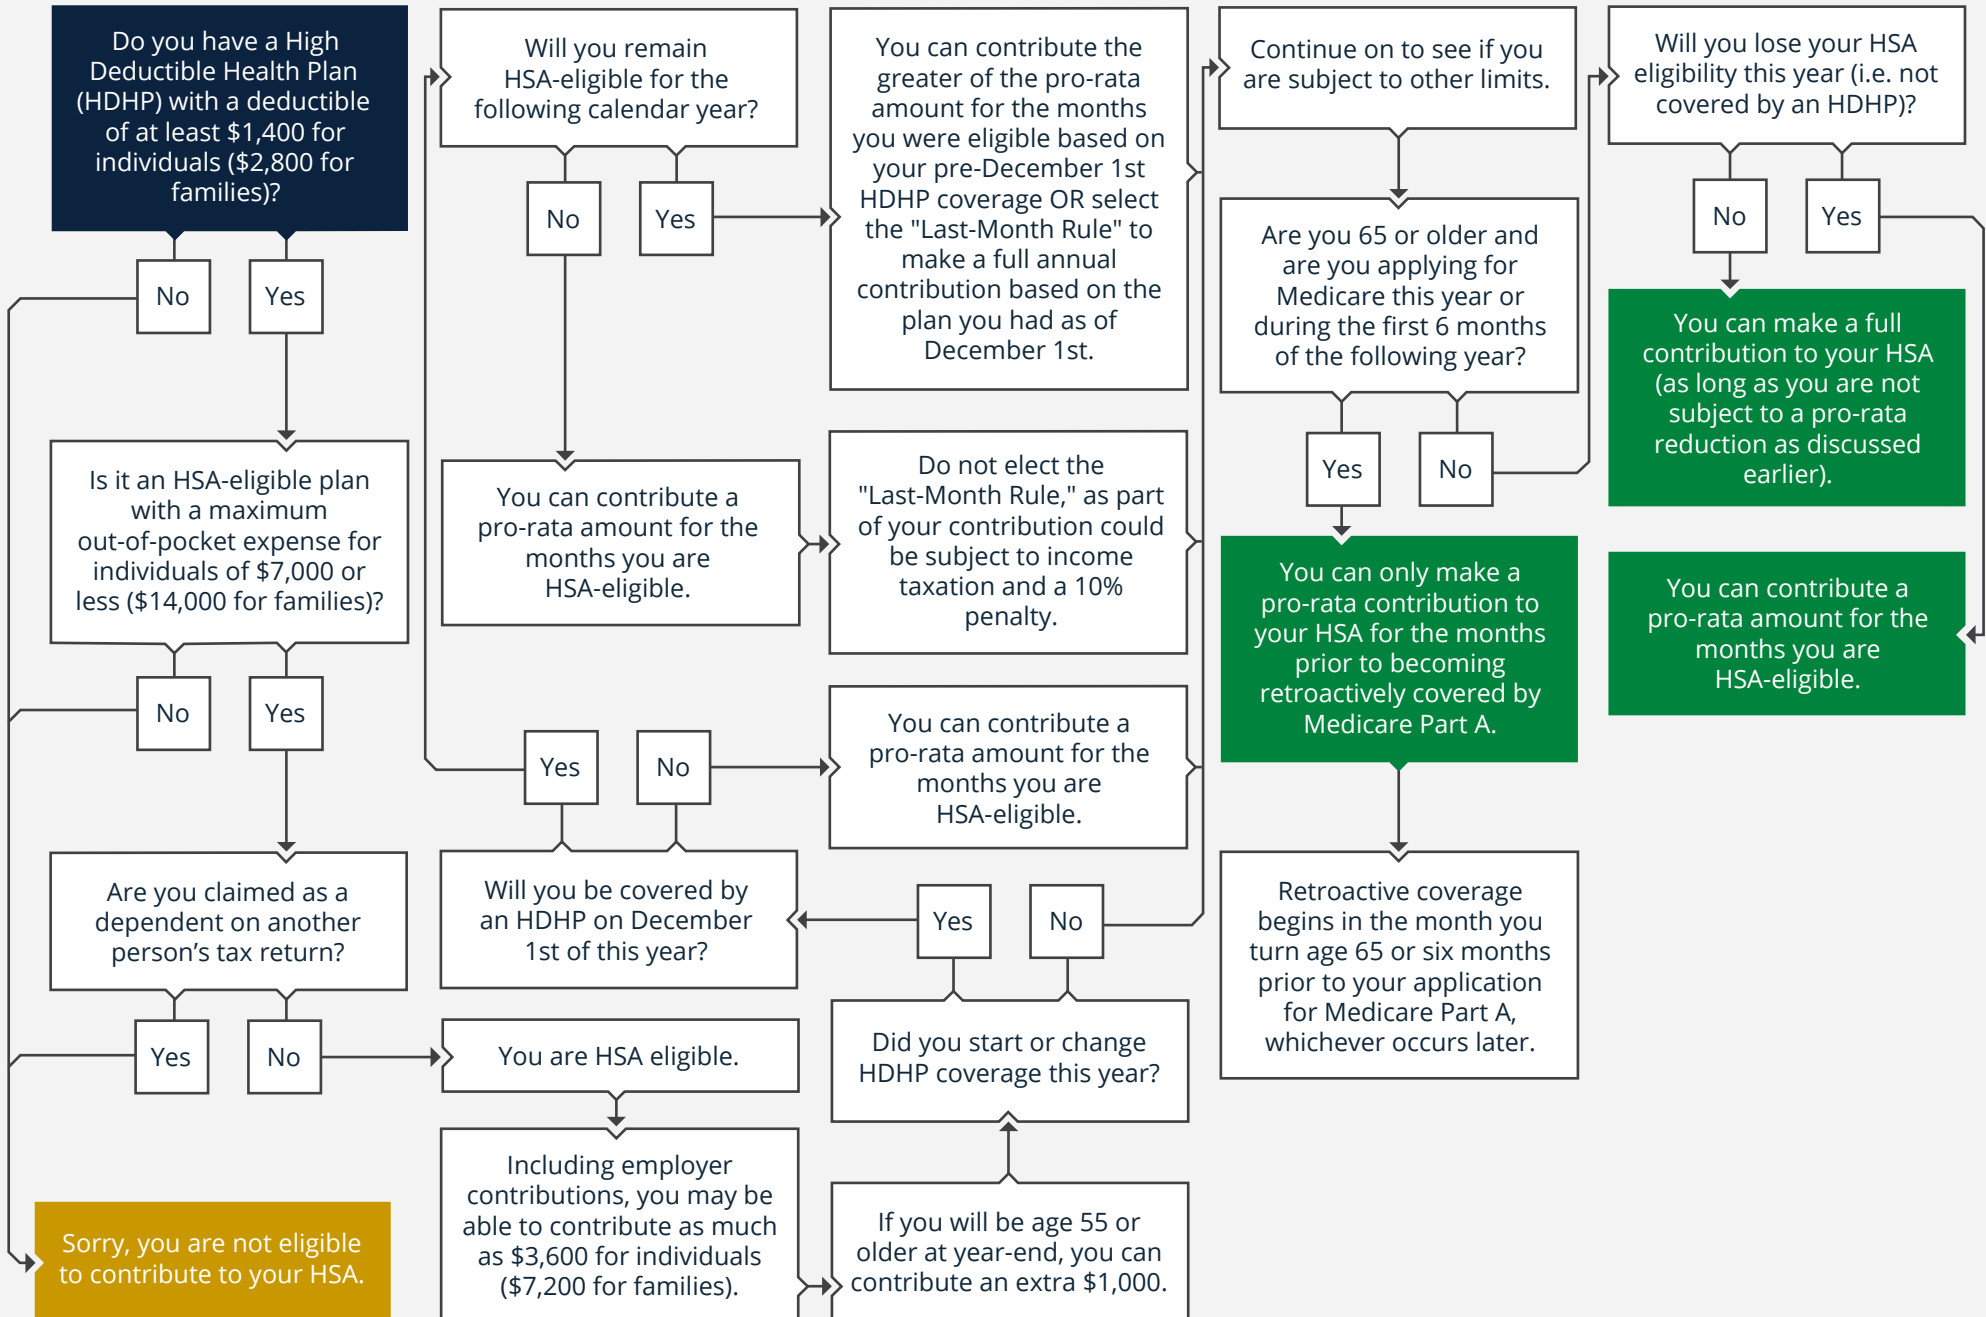 Do you have a High
Deductible Health Plan
(HDHP) with a deductible
of at least $1,400 for
individuals ($2,800 for
families)?
No
Yes
Is it an HSA-eligible plan
with a maximum
out-of-pocket expense for
individuals of $7,000 or
less ($14,000 for families)?
No
Yes
Are you claimed as a
dependent on another
person's tax return?
Yes
No
Sorry, you are not eligible
to contribute to your HSA.
You are HSA eligible.
Including employer
contributions, you may be
able to contribute as much
as $3,600 for individuals
($7,200 for families).
If you will be age 55 or
older at year-end, you can
contribute an extra $1,000.
Did you start or change
HDHP coverage this year?
Yes
No
Will you be covered by
an HDHP on December
1st of this year?
Yes
No
You can contribute a
pro-rata amount for the
months you are
HSA-eligible.
Will you remain
HSA-eligible for the
following calendar year?
No
Yes
You can contribute a
pro-rata amount for the
months you are
HSA-eligible.
Do not elect the
"Last-Month Rule," as part
of your contribution could
be subject to income
taxation and a 10%
penalty.
You can contribute the
greater of the pro-rata
amount for the months
you were eligible based on
your pre-December 1st
HDHP coverage OR select
the "Last-Month Rule" to
make a full annual
contribution based on the
plan you had as of
December 1st.
Continue on to see if you
are subject to other limits.
Are you 65 or older and
are you applying for
Medicare this year or
during the first 6 months
of the following year?
Yes
No
You can only make a
pro-rata contribution to
your HSA for the months
prior to becoming
retroactively covered by
Medicare Part A.
Retroactive coverage
begins in the month you
turn age 65 or six months
prior to your application
for Medicare Part A,
whichever occurs later.
Will you lose your HSA
eligibility this year (i.e. not
covered by an HDHP)?
No
Yes
You can make a full
contribution to your HSA
(as long as you are not
subject to a pro-rata
reduction as discussed
earlier).
You can contribute a
pro-rata amount for the
months you are
HSA-eligible.